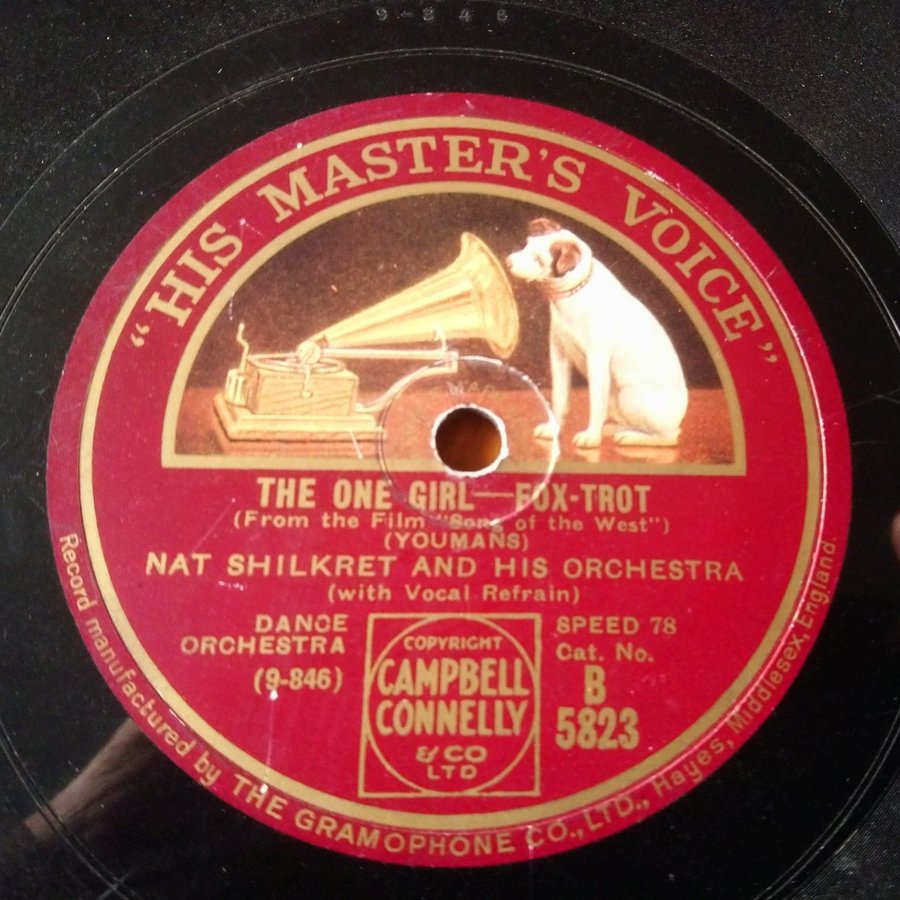 9-846
"HIS MASTER'S VOICE"
THE ONE GIRL—FOX-TROT
(From the Film "Song of the West")
(YOUMANS)
NAT SHILKRET AND HIS ORCHESTRA
(with Vocal Refrain)
DANCE
ORCHESTRA
(9-846)
COPYRIGHT
CAMPBELL
CONNELLY
& CO
LTD
SPEED 78
Cat. No.
B
5823
Record manufactured by THE GRAMOPHONE CO., LTD., Hayes, Middlesex, England.